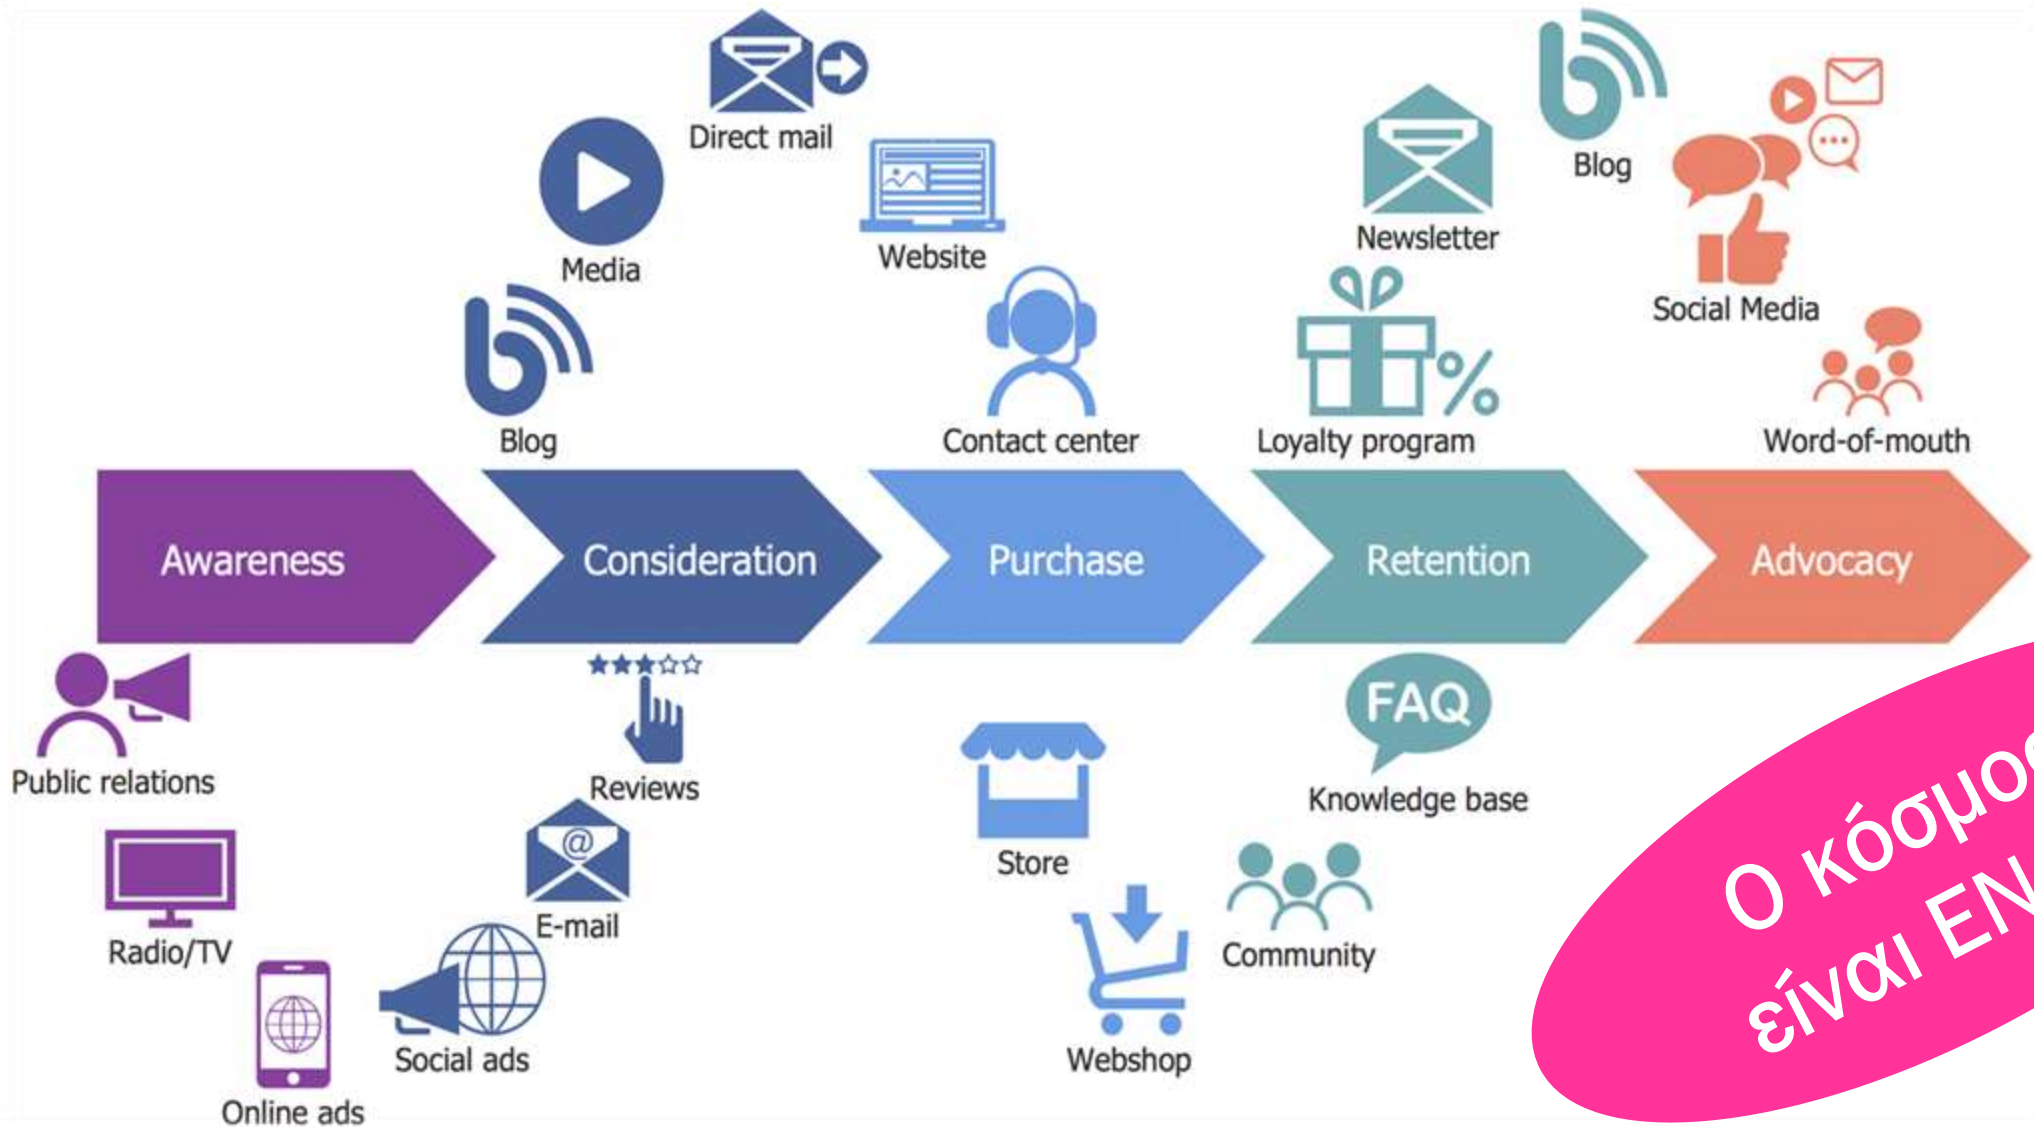 Direct mail
Blog
Media
Newsletter
Website
Social Media
Blog
Contact center
Loyalty program
Word-of-mouth
Awareness
Consideration
Purchase
Retention
Advocacy
FAQ
Public relations
Reviews
Knowledge base
@
Store
E-mail
Radio/TV
Community
Social ads
Webshop
Online ads
Ο κόσμος
είναι ΕΝ